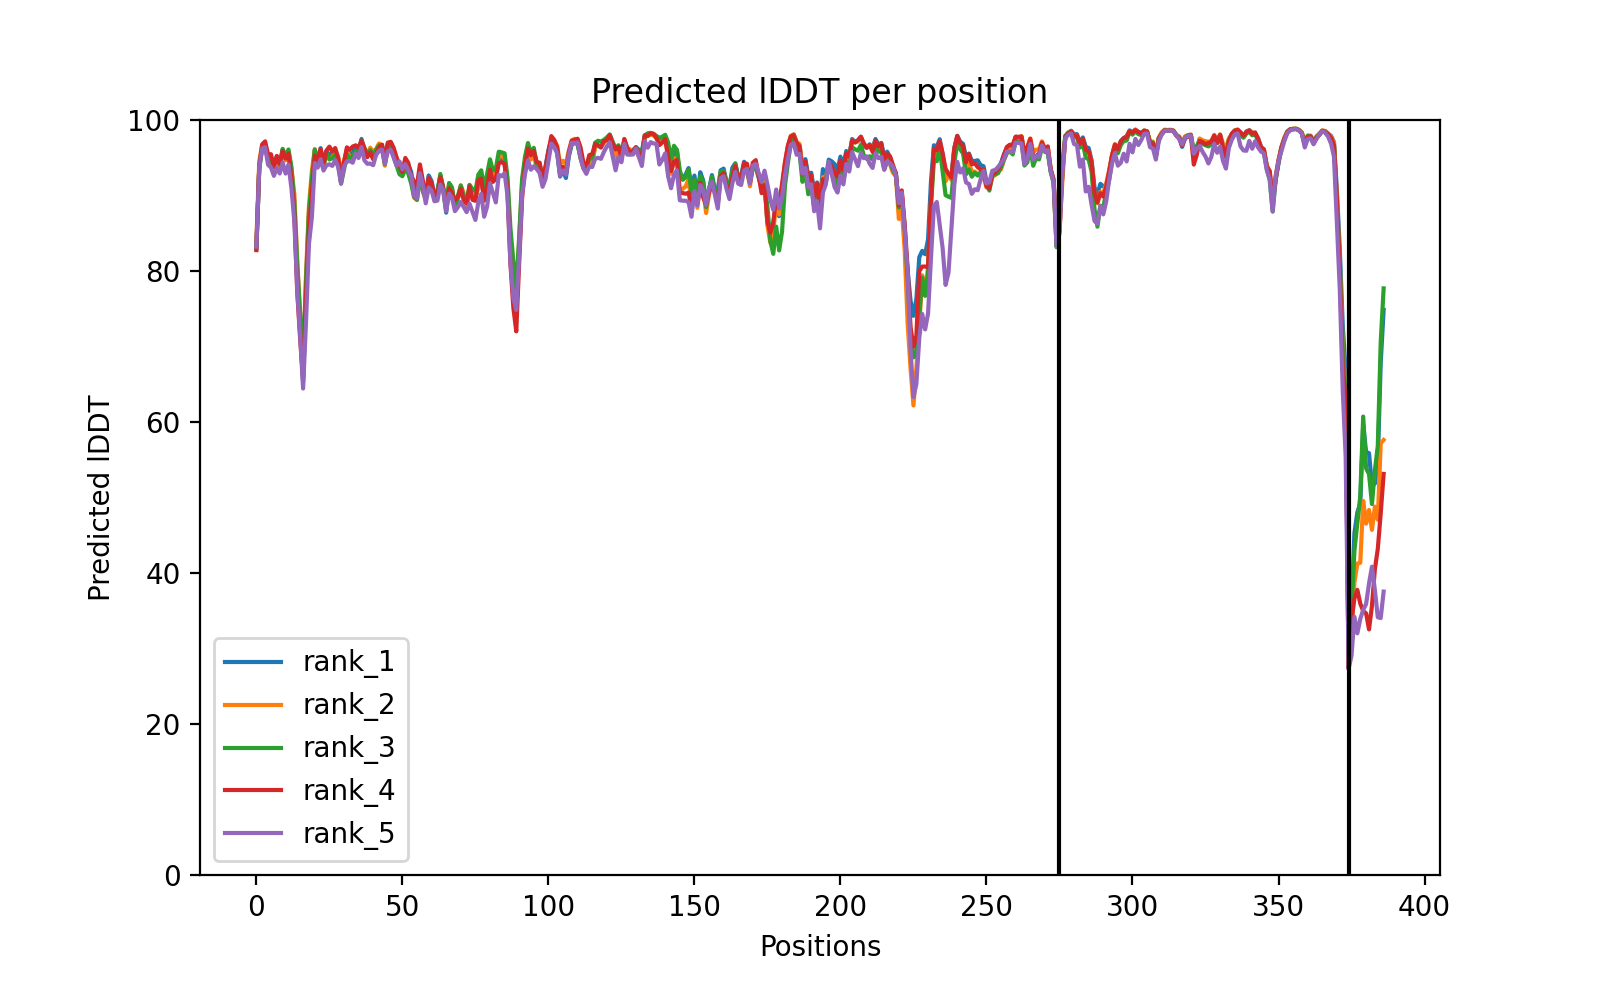 Predicted lDDT per position
100
80
60
40
20
0
Predicted lDDT
rank_1
rank_2
rank_3
rank_4
rank_5
0 50 100 150 200 250 300 350 400
Positions